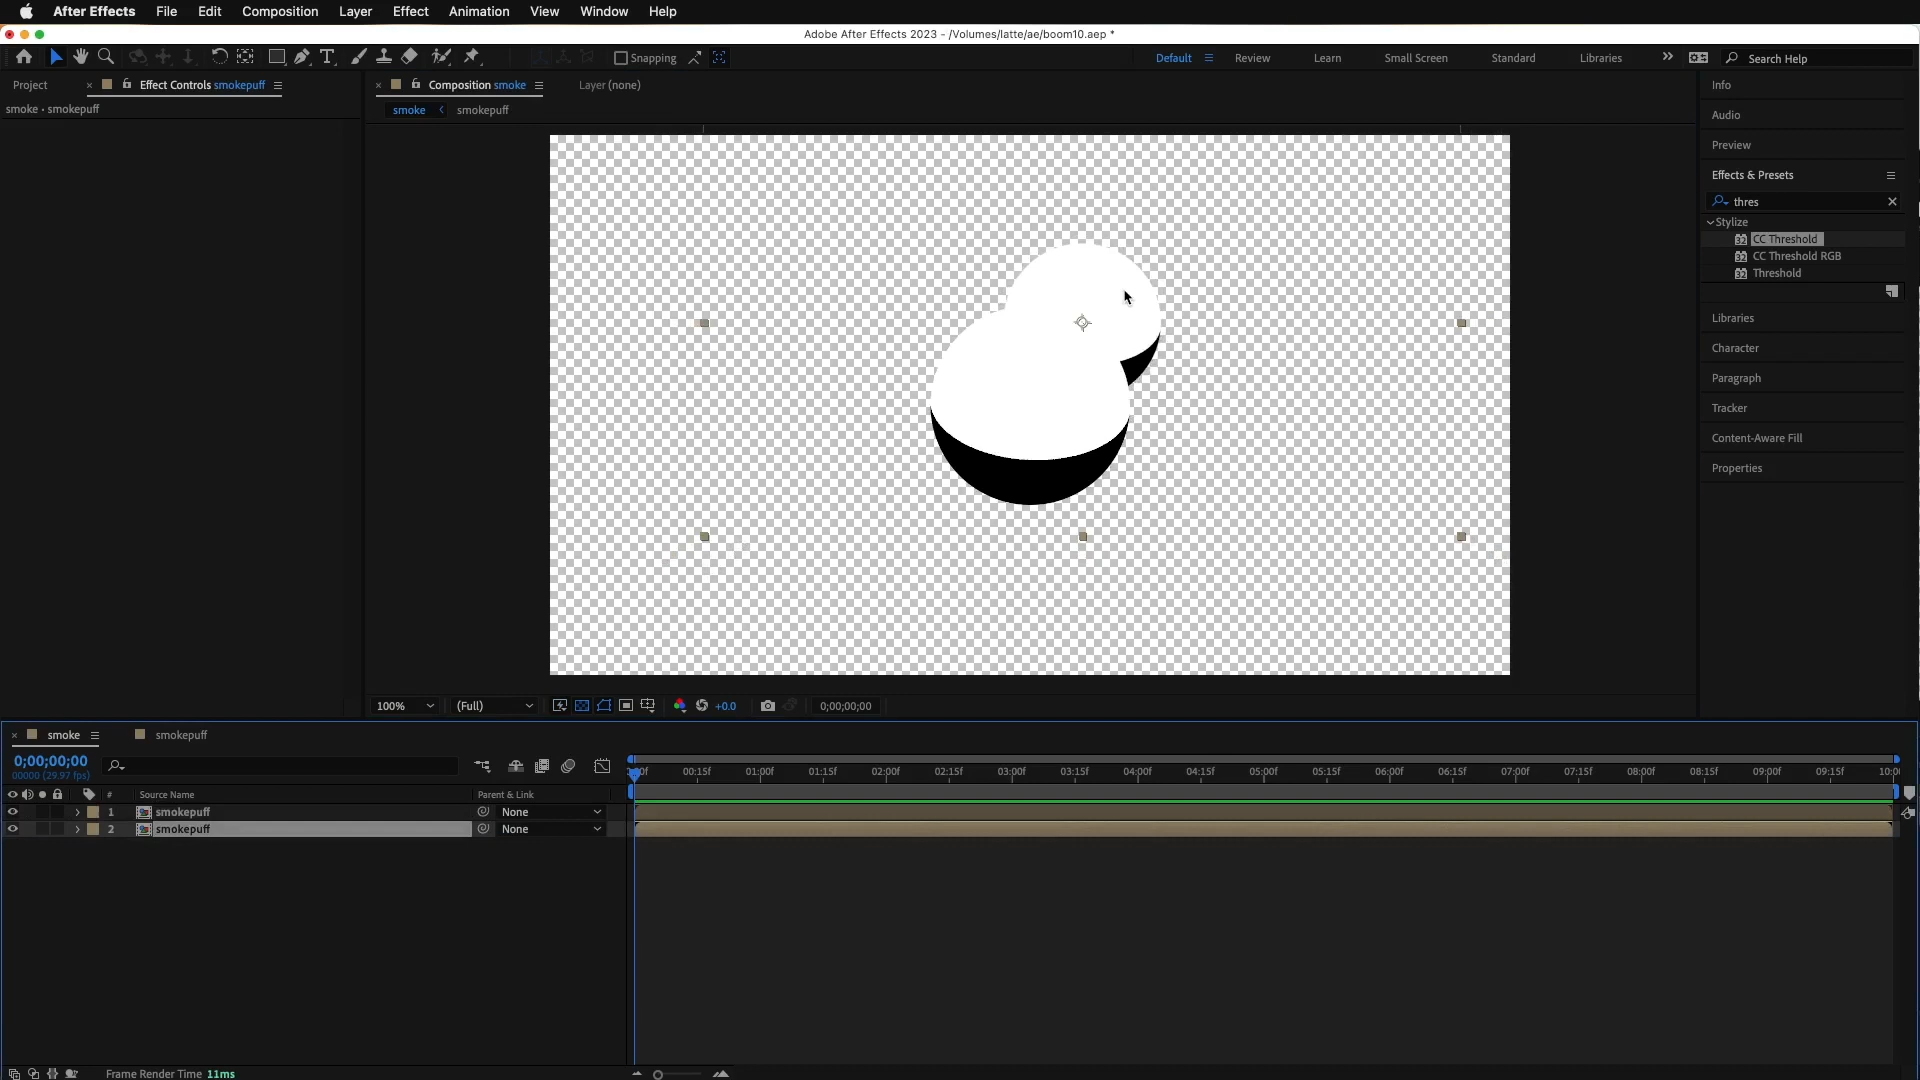 After Effects File Edit Composition Layer Effect Animation View Window Help
Adobe After Effects 2023 - /Volumes/latte/ae/boom10.aep *
Snapping Default Review Learn Small Screen Standard Libraries Search Help
Project Effect Controls smokepuff Composition smoke Layer (none) Info
smoke • smokepuff smoke smokepuff
Audio
Preview
Effects & Presets
thres
Stylize
CC Threshold
CC Threshold RGB
Threshold
Libraries
Character
Paragraph
Tracker
Content-Aware Fill
Properties
100% (Full) +0.0 0;00;00;00
smoke smokepuff
0;00;00;00
00000 (29.97 fps)
00:15f 01:00f 01:15f 02:00f 02:15f 03:00f 03:15f 04:00f 04:15f 05:00f 05:15f 06:00f 06:15f 07:00f 07:15f 08:00f 08:15f 09:00f 09:15f
# Source Name Parent & Link
1 smokepuff None
2 smokepuff None
Frame Render Time 11ms